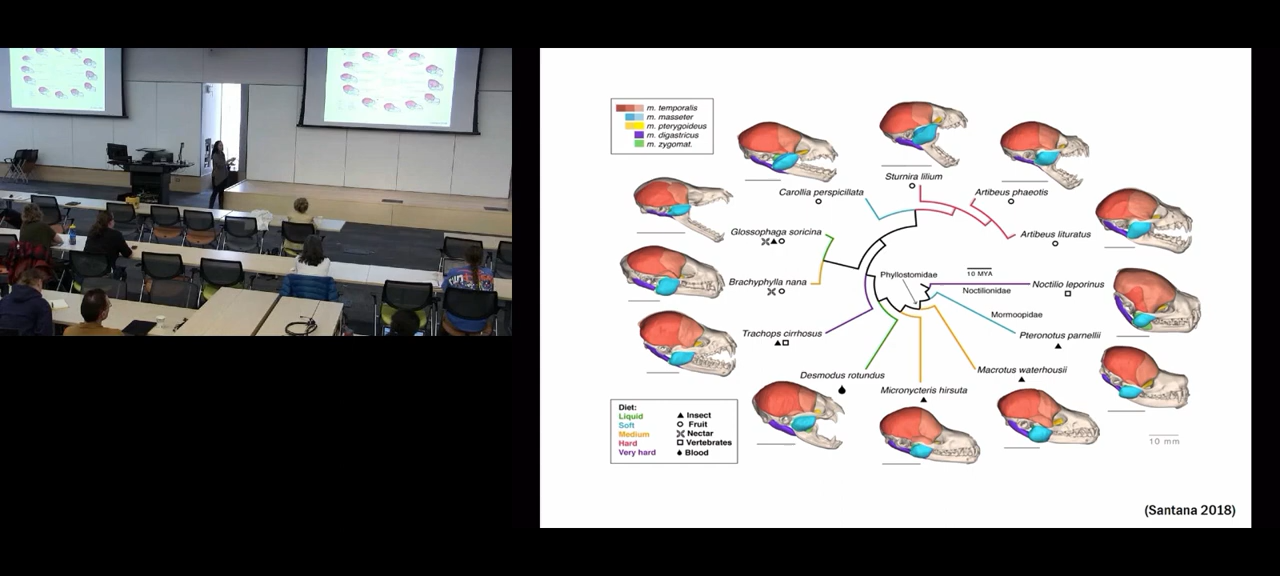 m. temporalis
m. masseter
m. pterygoideus
m. digastricus
m. zygomat.
Sturnira lilium
Carollia perspicillata
Artibeus phaeotis
Glossophaga soricina
Artibeus lituratus
Phyllostomidae
10 MYA
Brachyphylla nana
Noctilio leporinus
Noctilionidae
Mormoopidae
Trachops cirrhosus
Pteronotus parnellii
Desmodus rotundus
Macrotus waterhousii
Micronycteris hirsuta
Diet:
Liquid
Soft
Medium
Hard
Very hard
Insect
Fruit
Nectar
Vertebrates
Blood
10 mm
(Santana 2018)